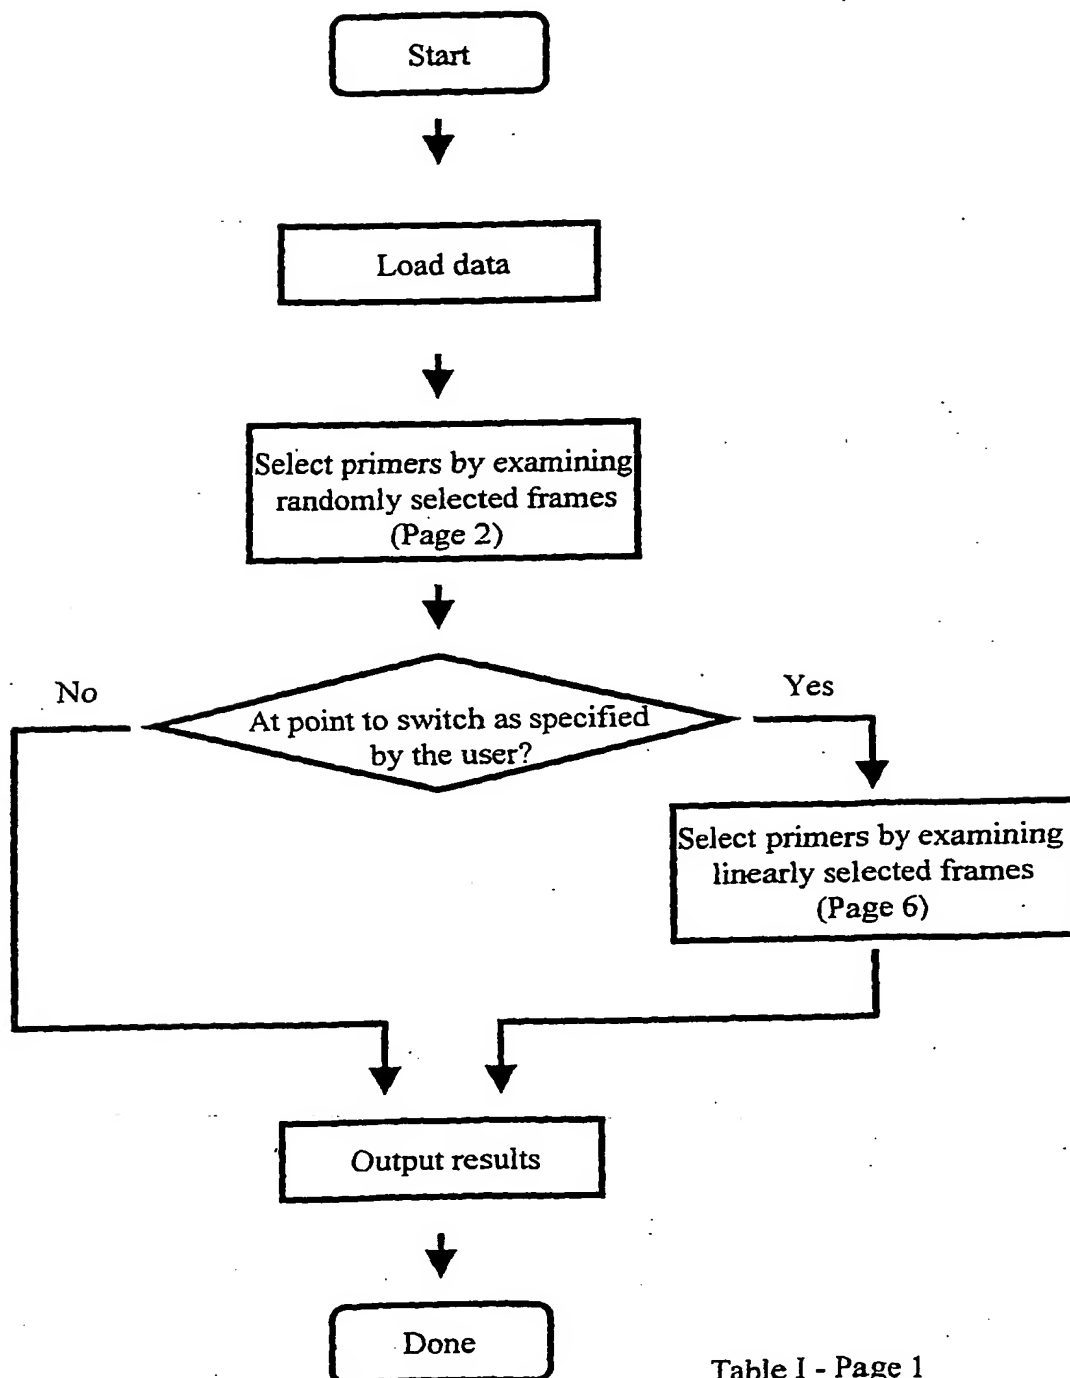 Start
Load data
Select primers by examining
randomly selected frames
(Page 2)
No
Yes
At point to switch as specified
by the user?
Select primers by examining
linearly selected frames
(Page 6)
Output results
Done
Table I - Page 1